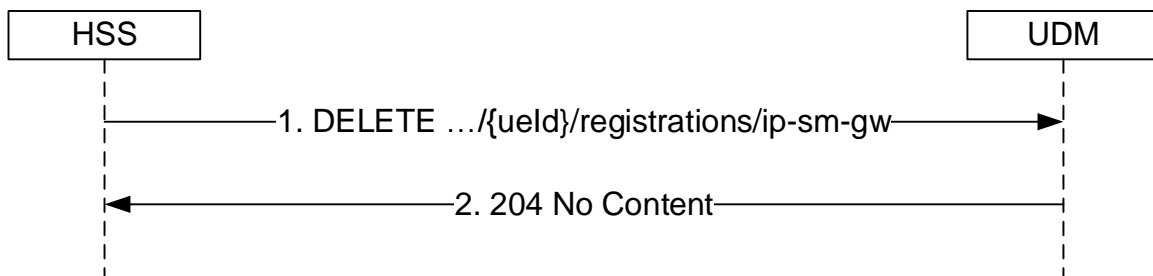 HSS
UDM
1. DELETE …/{ueId}/registrations/ip-sm-gw
2. 204 No Content